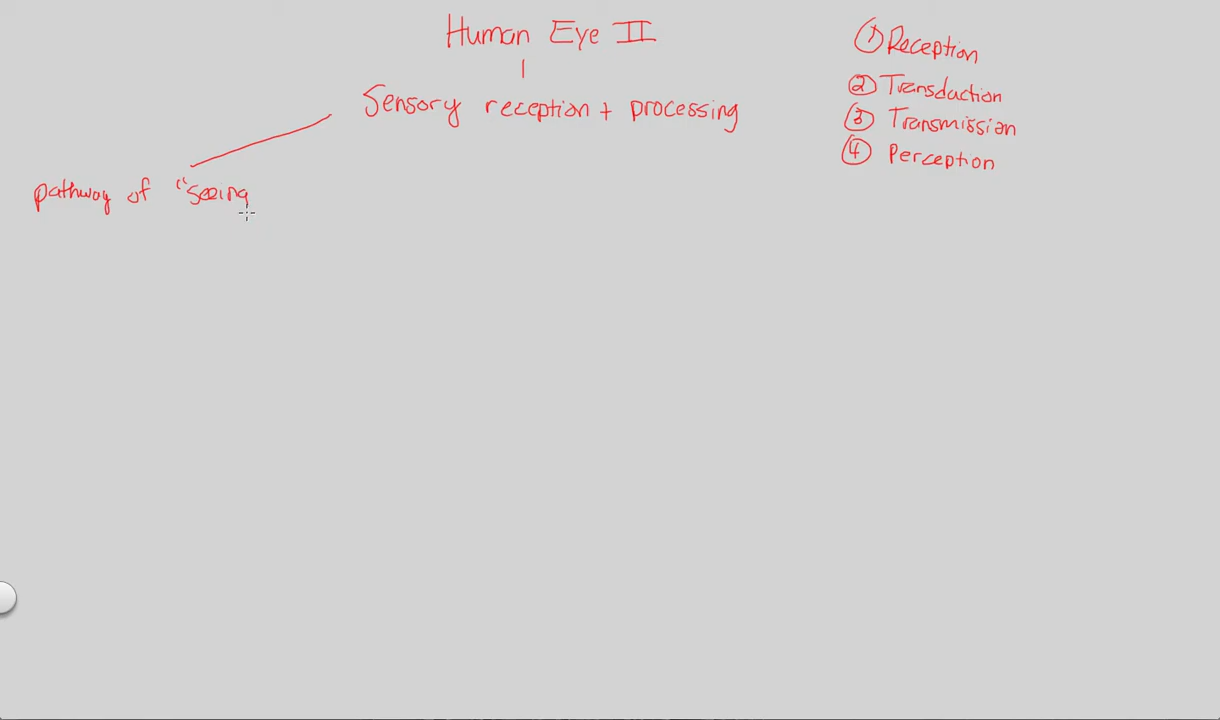 Human Eye II
Sensory reception + processing
pathway of "seeing
① Reception
② Transduction
③ Transmission
④ Perception